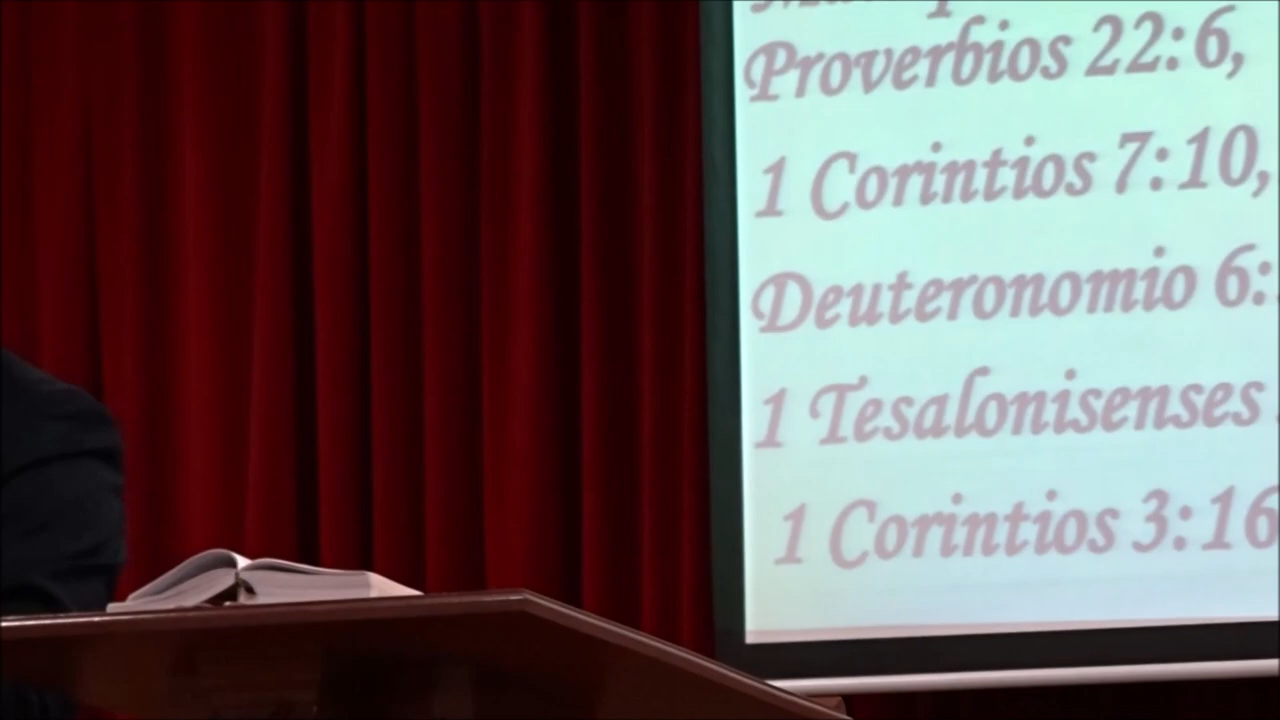 Proverbios 22:6,
1 Corintios 7:10,
Deuteronomio 6:
1 Tesalonisenses
1 Corintios 3:16